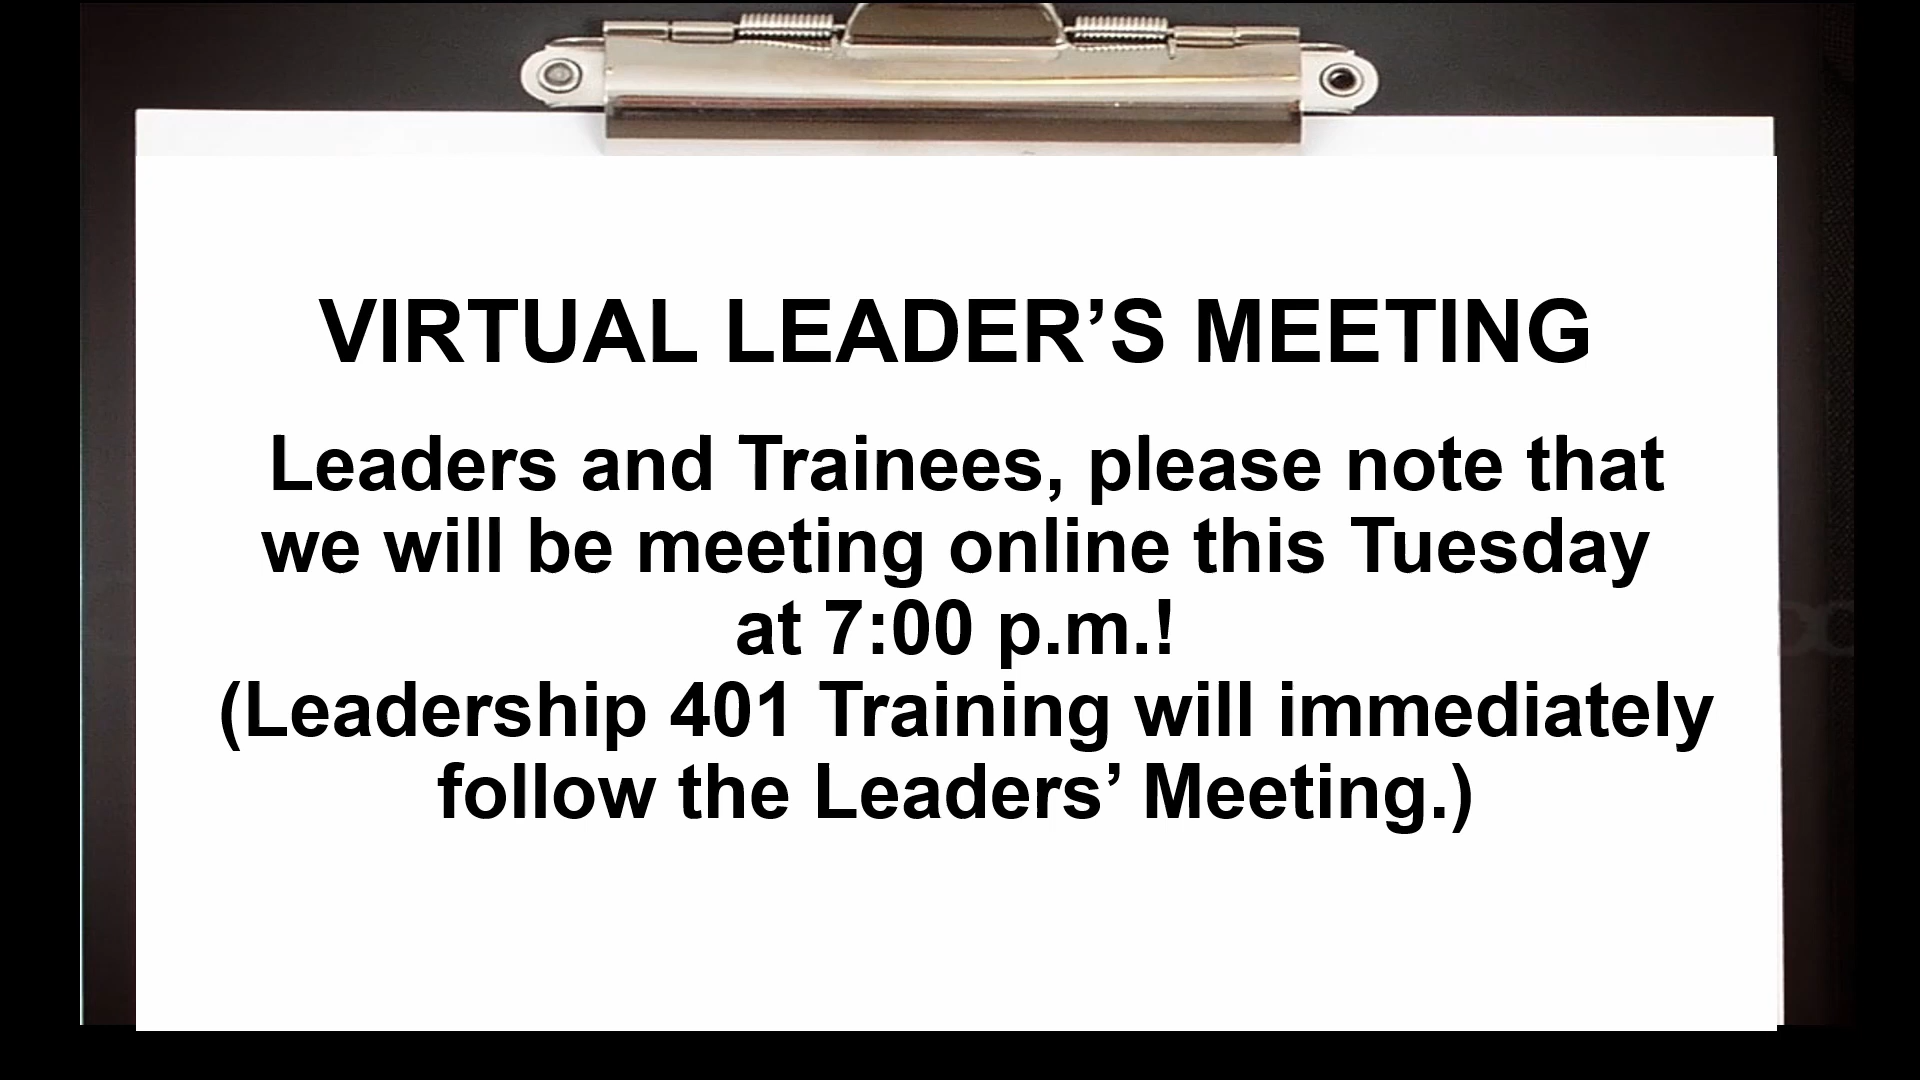 VIRTUAL LEADER’S MEETING
Leaders and Trainees, please note that
we will be meeting online this Tuesday
at 7:00 p.m.!
(Leadership 401 Training will immediately
follow the Leaders’ Meeting.)